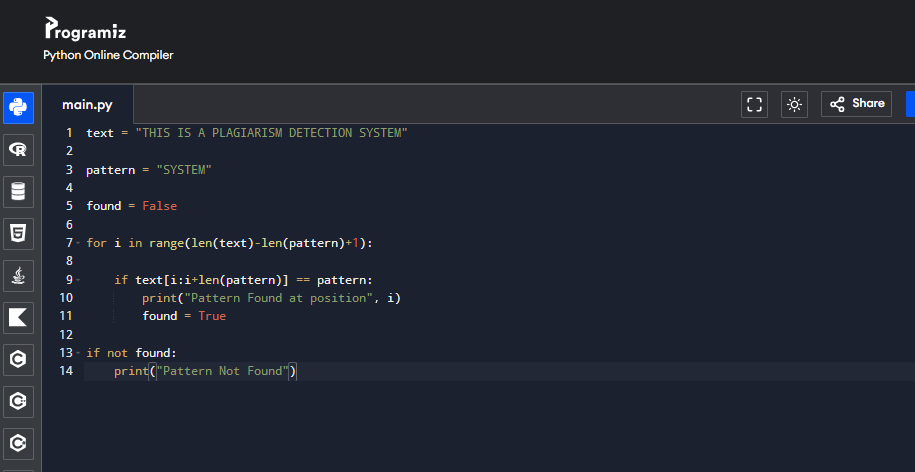 Programiz
Python Online Compiler
main.py
Share
1 text = "THIS IS A PLAGIARISM DETECTION SYSTEM"
2
3 pattern = "SYSTEM"
4
5 found = False
6
7 for i in range(len(text)-len(pattern)+1):
8
9     if text[i:i+len(pattern)] == pattern:
10         print("Pattern Found at position", i)
11         found = True
12
13 if not found:
14     print("Pattern Not Found")